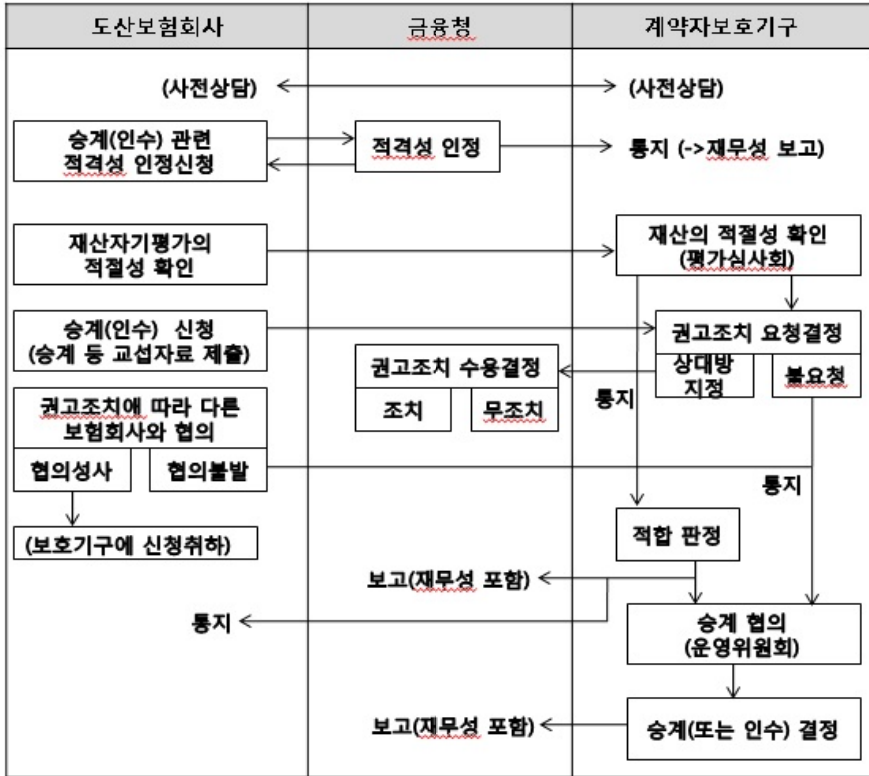 도산보험회사 금융청 계약자보호기구
(사전상담) (사전상담)
승계(인수) 관련
적격성 인정신청
적격성 인정
통지 (->재무성 보고)
재산자기평가의
적절성 확인
재산의 적절성 확인
(평가심사회)
승계(인수) 신청
(승계 등 교섭자료 제출)
권고조치 요청결정
상대방
지정
불요청
권고조치 수용결정
조치 무조치
통지
권고조치애 따라 다른
보험회사와 협의
협의성사 협의불발
통지
(보호기구에 신청취하)
적합 판정
보고(재무성 포함)
통지
승계 협의
(운영위원회)
보고(재무성 포함)
승계(또는 인수) 결정